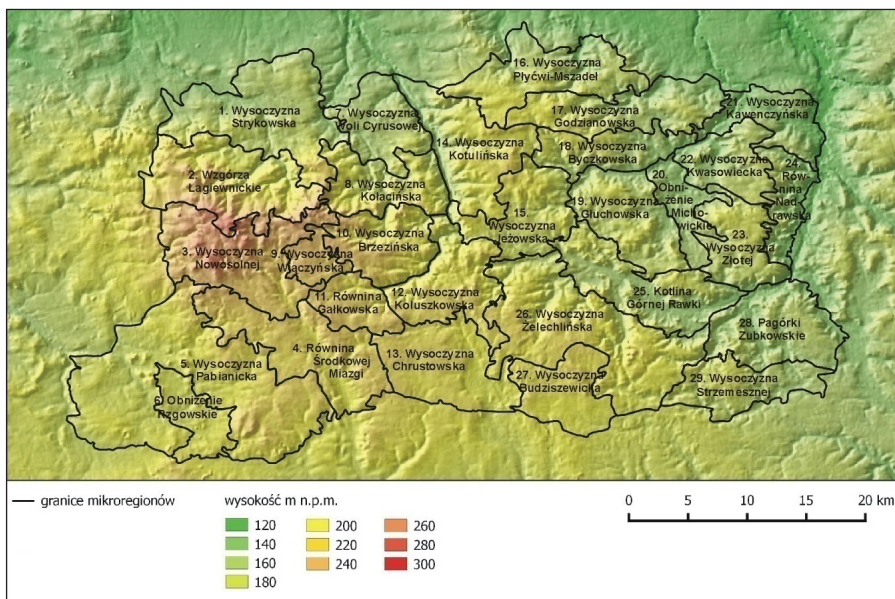 16. Wysoczyzna
Płyćwi-Mszadel
1. Wysoczyzna
Strykowska
7. Wysoczyzna
Woli Cyrusowej
17. Wysoczyzna
Godzianowska
21. Wysoczyzna
Kawenczyńska
14. Wysoczyzna
Kotulińska
18. Wysoczyzna
Byczkowska
22. Wysoczyzna
Kwasowiecka
24.
Rów-
nina
Nad-
rawska
2. Wzgórza
Łagiewnickie
8. Wysoczyzna
Kołacińska
20.
Obni-
żenie
Micho-
wickie
19. Wysoczyzna
Głuchowska
15.
Wysoczyzna
Jeżowska
23.
Wysoczyzna
Złotej
3. Wysoczyzna
Nowosolnej
10. Wysoczyzna
Brzezińska
9. Wysoczyzna
Wiączyńska
11. Równina
Gałkowska
12. Wysoczyzna
Koluszkowska
25. Kotlina
Górnej Rawki
26. Wysoczyzna
Żelechlińska
28. Pagórki
Zubkowskie
4. Równina
Środkowej
Miazgi
13. Wysoczyzna
Chrustowska
5. Wysoczyzna
Pabianicka
27. Wysoczyzna
Budziszewicka
29. Wysoczyzna
Strzemesznej
6. Obniżenie
Rzgowskie
granice mikroregionów
wysokość m n.p.m.
120 200 260
140 220 280
160 240 300
180
0 5 10 15 20 km